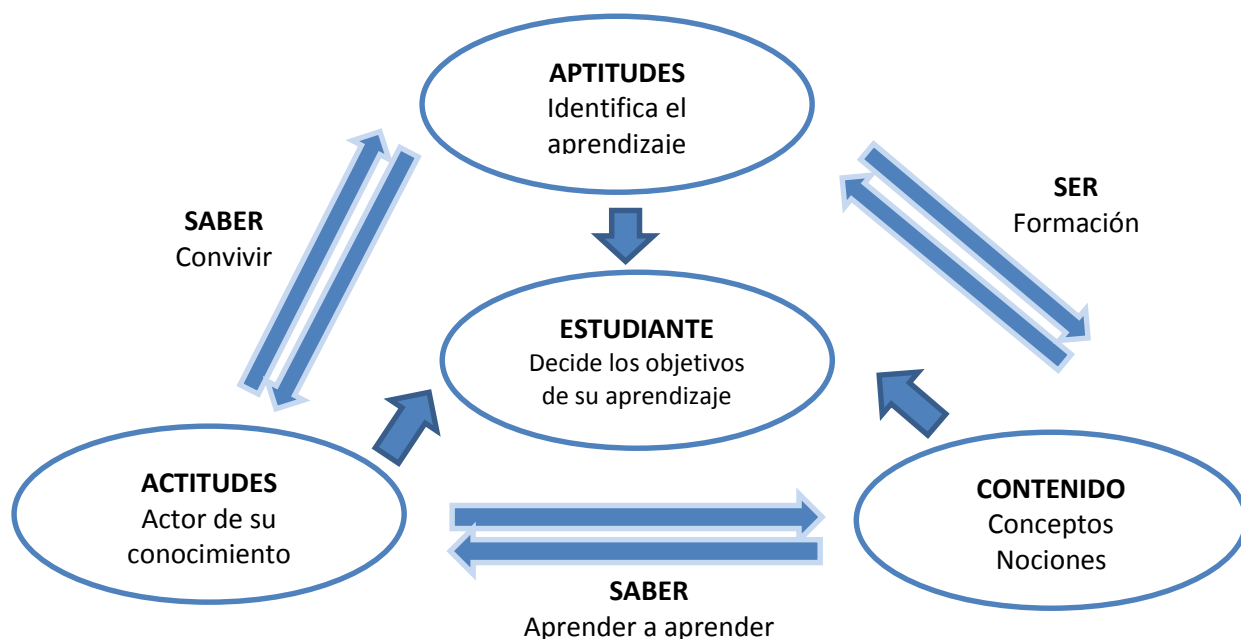 APTITUDES
Identifica el
aprendizaje
SABER
Convivir
SER
Formación
ESTUDIANTE
Decide los objetivos
de su aprendizaje
ACTITUDES
Actor de su
conocimiento
CONTENIDO
Conceptos
Nociones
SABER
Aprender a aprender